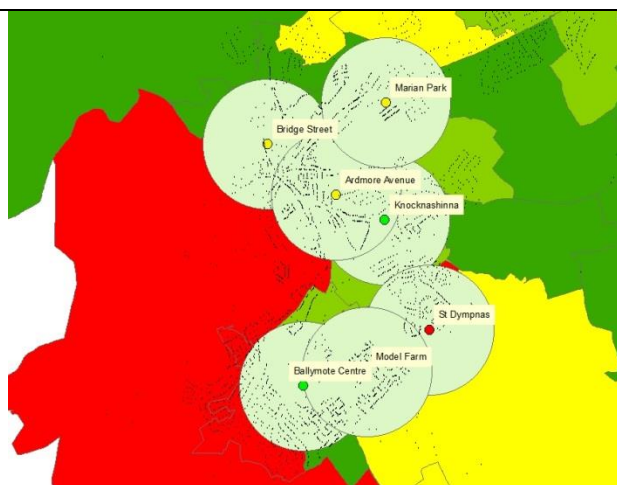 Marian Park
Bridge Street
Ardmore Avenue
Knocknashinna
St Dympnas
Model Farm
Ballymote Centre